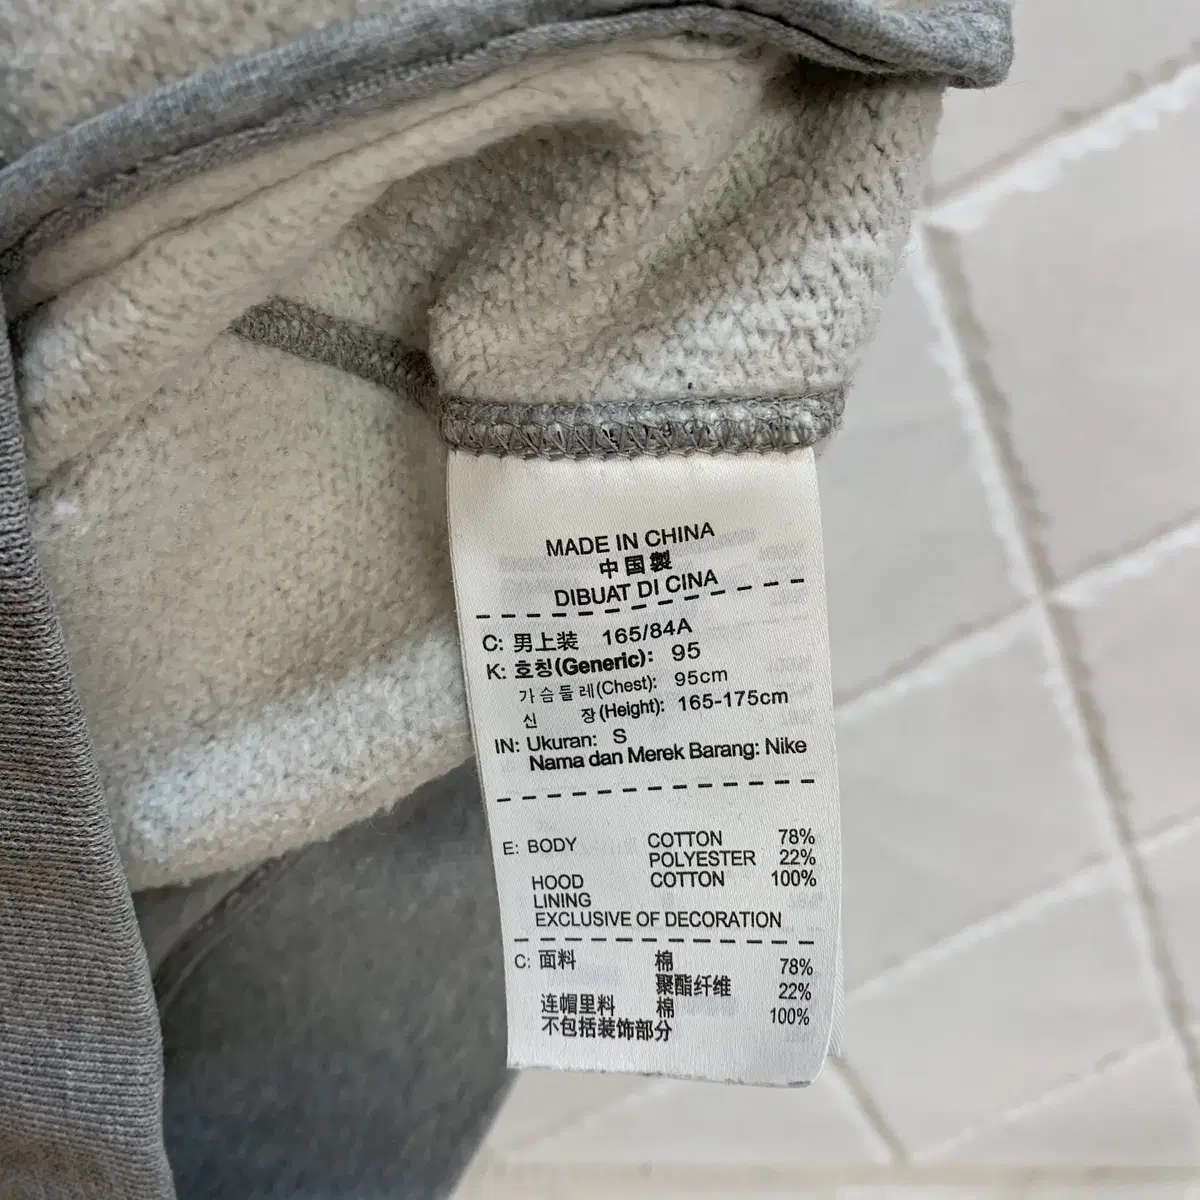 MADE IN CHINA
中国製
DIBUAT DI CINA
C: 男上装 165/84A
K: 호칭(Generic): 95
가슴둘레(Chest): 95cm
신 장(Height): 165-175cm
IN: Ukuran: S
Nama dan Merek Barang: Nike
E: BODY COTTON 78%
POLYESTER 22%
HOOD COTTON 100%
LINING
EXCLUSIVE OF DECORATION
C: 面料 棉 78%
聚酯纤维 22%
连帽里料 棉 100%
不包括装饰部分